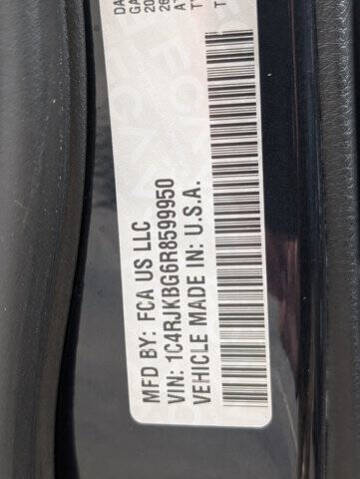 MFD BY: FCA US LLC
VIN: 1C4RJKBG6R8599950
VEHICLE MADE IN: U.S.A.